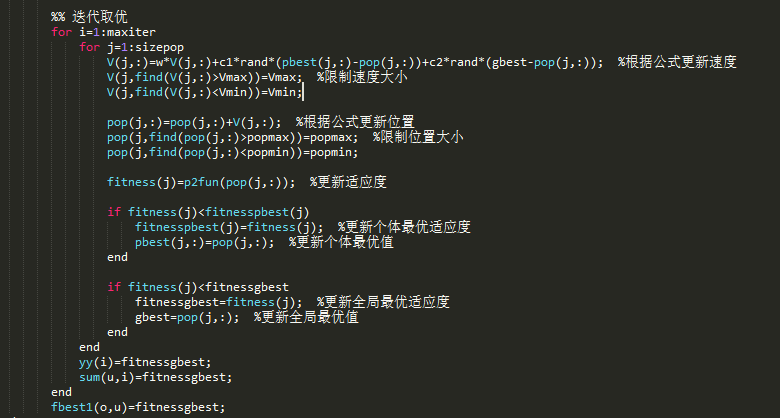 %% 迭代取优
for i=1:maxiter
for j=1:sizepop
V(j,:)=w*V(j,:)+c1*rand*(pbest(j,:)-pop(j,:))+c2*rand*(gbest-pop(j,:)); %根据公式更新速度
V(j,find(V(j,:)>Vmax))=Vmax; %限制速度大小
V(j,find(V(j,:)<Vmin))=Vmin;
pop(j,:)=pop(j,:)+V(j,:); %根据公式更新位置
pop(j,find(pop(j,:)>popmax))=popmax; %限制位置大小
pop(j,find(pop(j,:)<popmin))=popmin;
fitness(j)=p2fun(pop(j,:)); %更新适应度
if fitness(j)<fitnesspbest(j)
fitnesspbest(j)=fitness(j); %更新个体最优适应度
pbest(j,:)=pop(j,:); %更新个体最优值
end
if fitness(j)<fitnessgbest
fitnessgbest=fitness(j); %更新全局最优适应度
gbest=pop(j,:); %更新全局最优值
end
end
yy(i)=fitnessgbest;
sum(u,i)=fitnessgbest;
end
fbest1(o,u)=fitnessgbest;